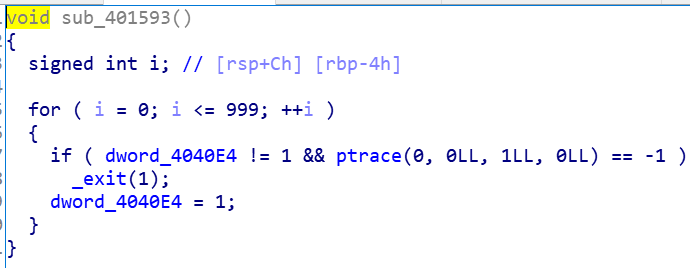 void sub_401593()
{
signed int i; // [rsp+Ch] [rbp-4h]
for ( i = 0; i <= 999; ++i )
{
if ( dword_4040E4 != 1 && ptrace(0, 0LL, 1LL, 0LL) == -1 )
_exit(1);
dword_4040E4 = 1;
}
}